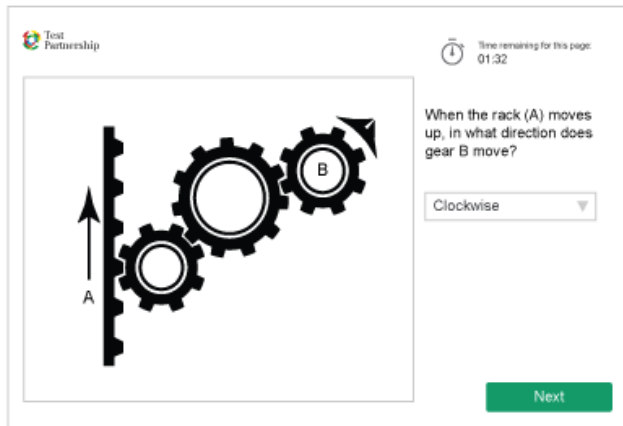 Test
Partnership
Time remaining for this page:
01:32
When the rack (A) moves
up, in what direction does
gear B move?
Clockwise
B
A
Next